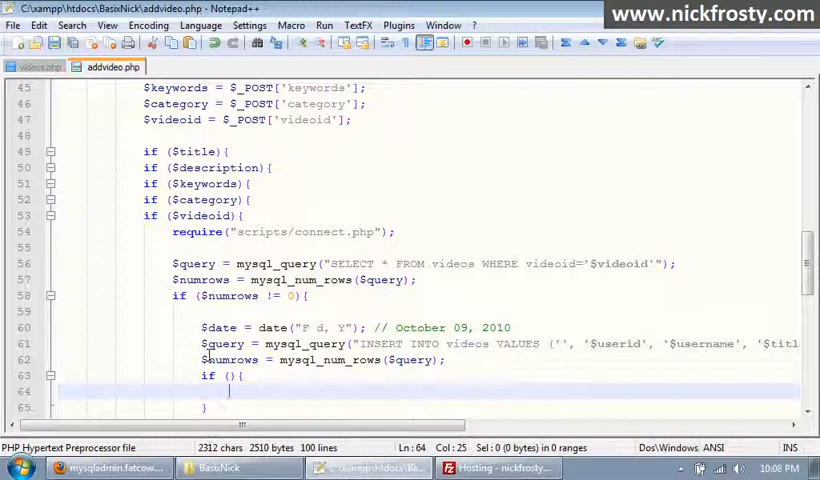 C:\xampp\htdocs\BasixNick\addvideo.php - Notepad++
www.nickfrosty.com
File Edit Search View Encoding Language Settings Macro Run TextFX Plugins Window ?
videos.php addvideo.php
45 $keywords = $_POST['keywords'];
46 $category = $_POST['category'];
47 $videoid = $_POST['videoid'];
48
49 if ($title){
50 if ($description){
51 if ($keywords){
52 if ($category){
53 if ($videoid){
54 require("scripts/connect.php");
55
56 $query = mysql_query("SELECT * FROM videos WHERE videoid='$videoid'");
57 $numrows = mysql_num_rows($query);
58 if ($numrows != 0){
59
60 $date = date("F d, Y"); // October 09, 2010
61 $query = mysql_query("INSERT INTO videos VALUES ('', '$userid', '$username', '$titl
62 $numrows = mysql_num_rows($query);
63 if (){
64
65 }
PHP Hypertext Preprocessor file 2312 chars 2510 bytes 100 lines Ln : 64 Col : 25 Sel : 0 (0 bytes) in 0 ranges Dos\Windows ANSI INS
mysqladmin.fatcow... BasixNick C:\xampp\htdocs\Ba... Hosting - nickfrosty... 10:08 PM